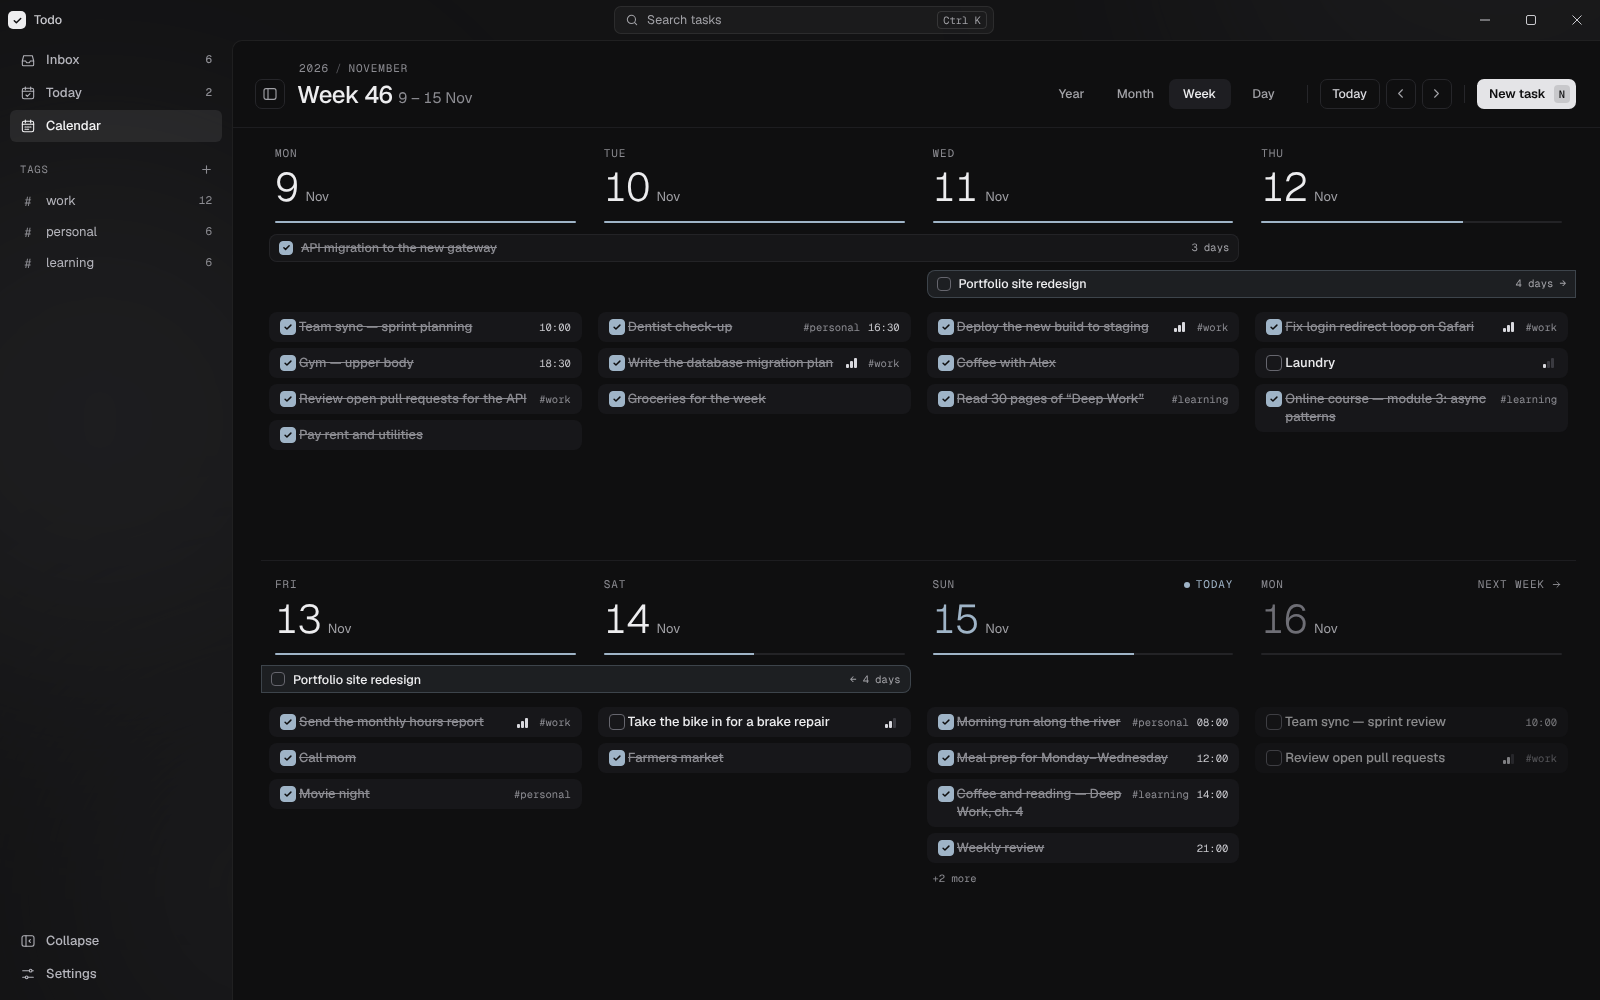 Todo
Search tasks
Ctrl K
Inbox 6
Today 2
Calendar
TAGS +
# work 12
# personal 6
# learning 6
Collapse
Settings
2026 / NOVEMBER
Week 46 9 – 15 Nov
Year Month Week Day
Today
New task N
MON
9 Nov
TUE
10 Nov
WED
11 Nov
THU
12 Nov
API migration to the new gateway 3 days
Portfolio site redesign 4 days →
Team sync — sprint planning 10:00
Gym — upper body 18:30
Review open pull requests for the API #work
Pay rent and utilities
Dentist check-up #personal 16:30
Write the database migration plan #work
Groceries for the week
Deploy the new build to staging #work
Coffee with Alex
Read 30 pages of “Deep Work” #learning
Fix login redirect loop on Safari #work
Laundry
Online course — module 3: async #learning
patterns
FRI
13 Nov
SAT
14 Nov
SUN TODAY
15 Nov
MON NEXT WEEK →
16 Nov
Portfolio site redesign ← 4 days
Send the monthly hours report #work
Call mom
Movie night #personal
Take the bike in for a brake repair
Farmers market
Morning run along the river #personal 08:00
Meal prep for Monday–Wednesday 12:00
Coffee and reading — Deep #learning 14:00
Work, ch. 4
Weekly review 21:00
+2 more
Team sync — sprint review 10:00
Review open pull requests #work